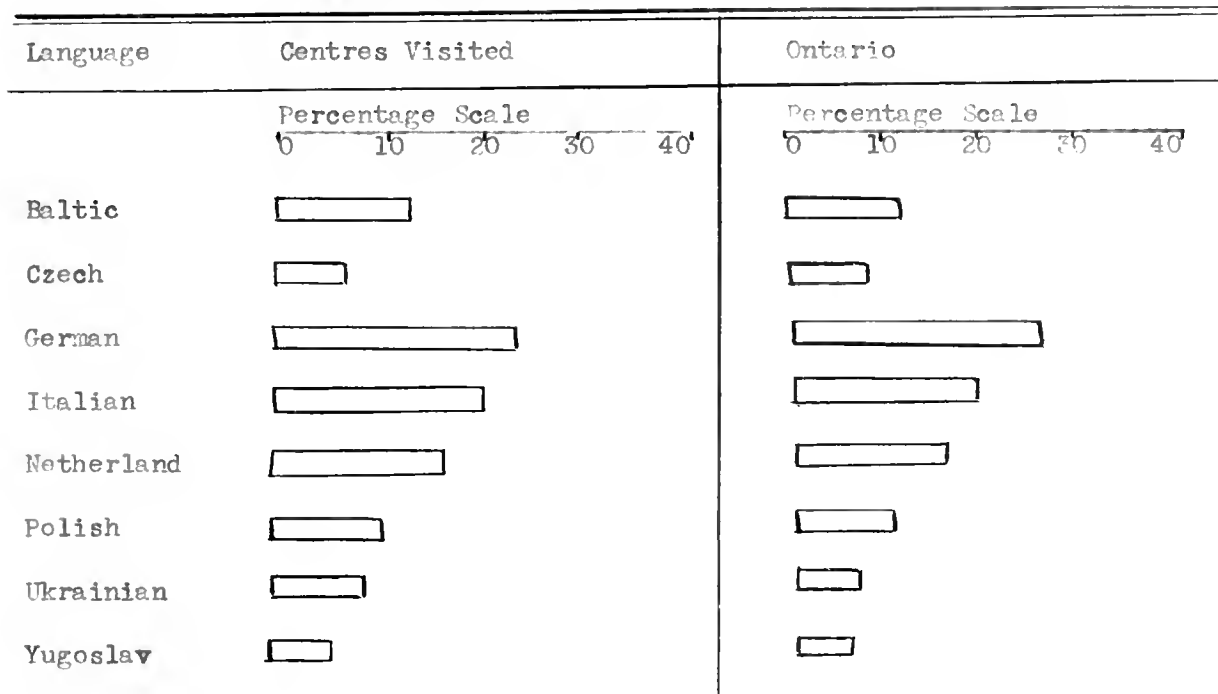 Language Centres Visited Ontario
Percentage Scale Percentage Scale
0 10 20 30 40 0 10 20 30 40
Baltic
Czech
German
Italian
Netherland
Polish
Ukrainian
Yugoslav